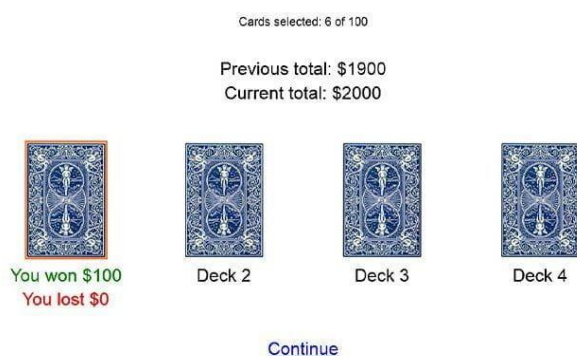 Cards selected: 6 of 100
Previous total: $1900
Current total: $2000
You won $100
You lost $0
Deck 2
Deck 3
Deck 4
Continue